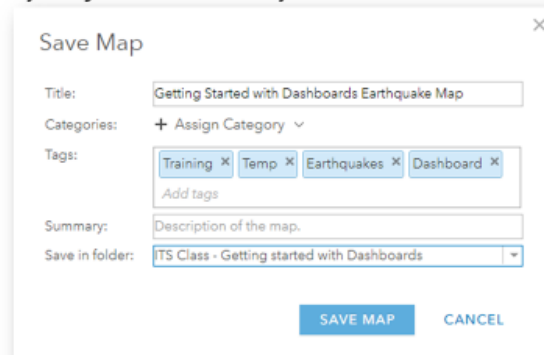 Save Map
Title: Getting Started with Dashboards Earthquake Map
Categories: + Assign Category
Tags: Training × Temp × Earthquakes × Dashboard ×
Add tags
Summary: Description of the map.
Save in folder: ITS Class - Getting started with Dashboards
SAVE MAP CANCEL